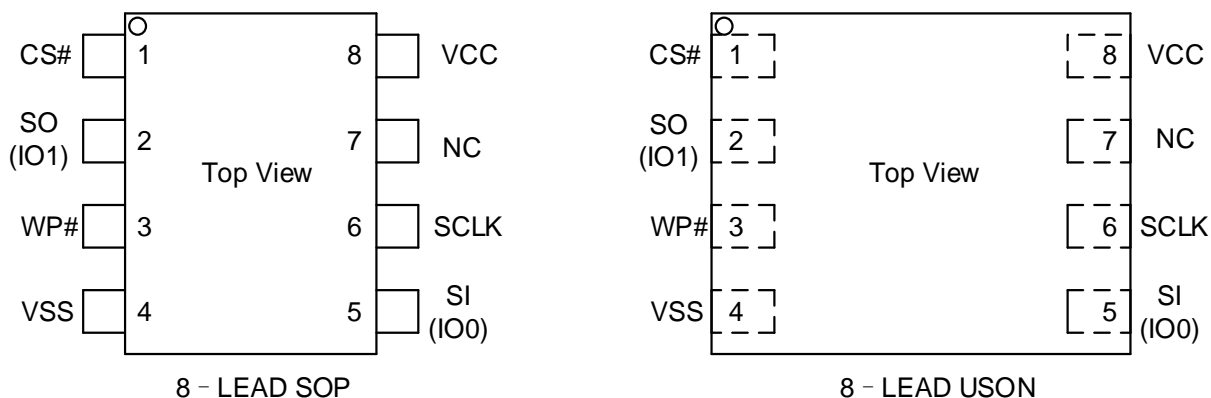 CS#
1
8
VCC
SO
(IO1)
2
7
NC
Top View
WP#
3
6
SCLK
VSS
4
5
SI
(IO0)
8 – LEAD SOP
CS#
1
8
VCC
SO
(IO1)
2
7
NC
Top View
WP#
3
6
SCLK
VSS
4
5
SI
(IO0)
8 – LEAD USON